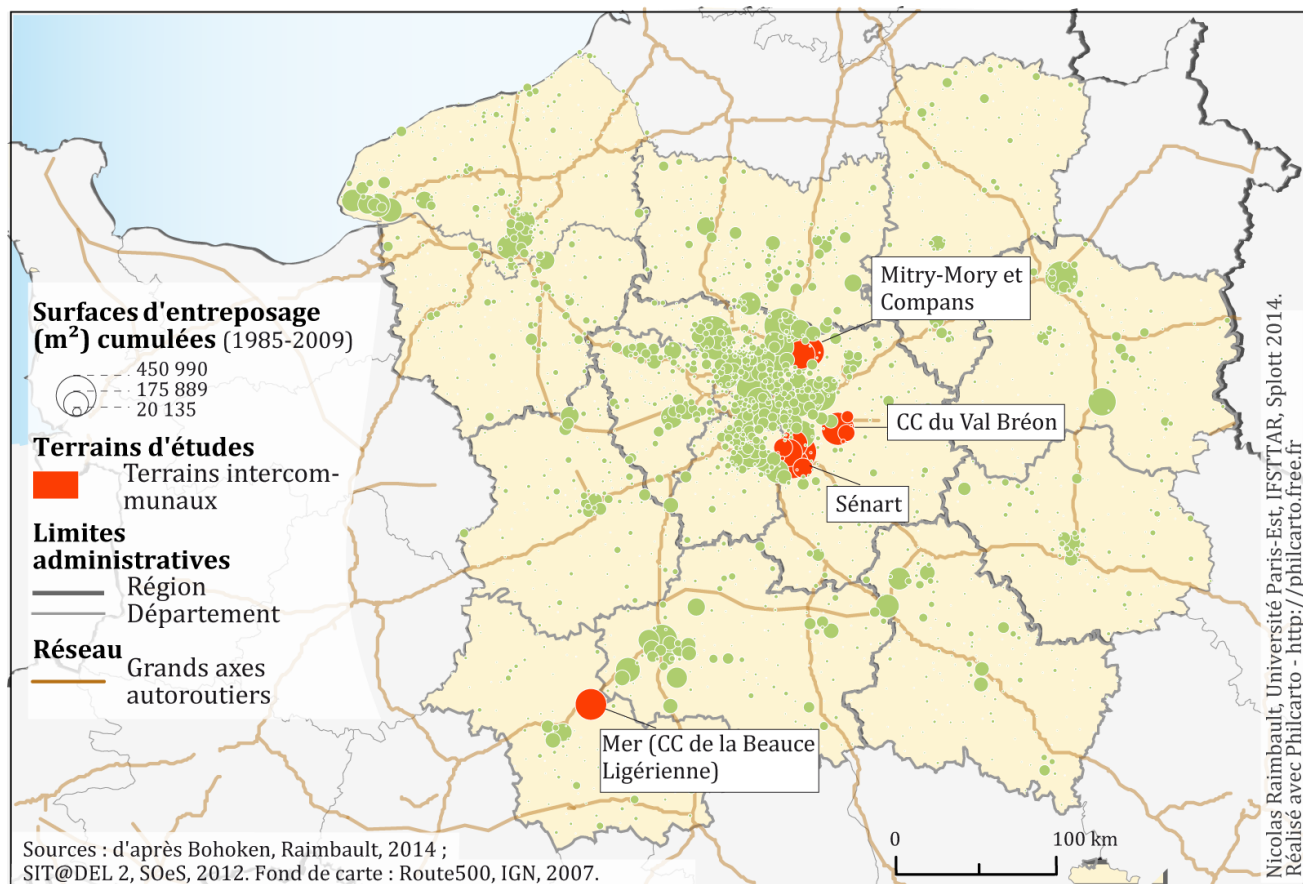 Surfaces d'entreposage
(m²) cumulées (1985-2009)
450 990
175 889
20 135
Terrains d'études
Terrains intercom-
munaux
Limites
administratives
Région
Département
Réseau
Grands axes
autoroutiers
Mitry-Mory et
Compans
CC du Val Bréon
Sénart
Mer (CC de la Beauce
Ligérienne)
0
100 km
Sources : d'après Bohoken, Raimbault, 2014 ;
SIT@DEL 2, SOeS, 2012. Fond de carte : Route500, IGN, 2007.
Nicolas Raimbault, Université Paris-Est, IFSTTAR, Splott 2014.
Réalisé avec Philcarto - http://philcarto.free.fr